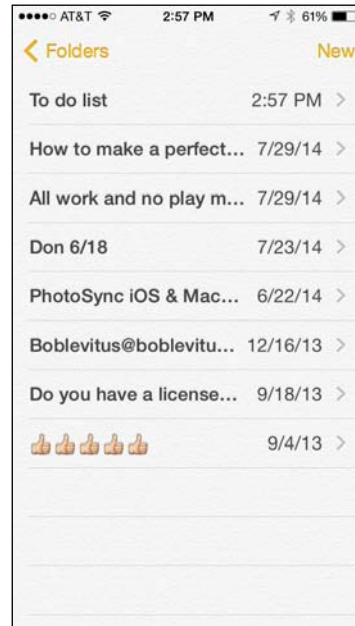 AT&T 2:57 PM 61%
Folders New
To do list 2:57 PM
How to make a perfect... 7/29/14
All work and no play m... 7/29/14
Don 6/18 7/23/14
PhotoSync iOS & Mac... 6/22/14
Boblevitus@boblevitu... 12/16/13
Do you have a license... 9/18/13
👍👍👍👍👍 9/4/13